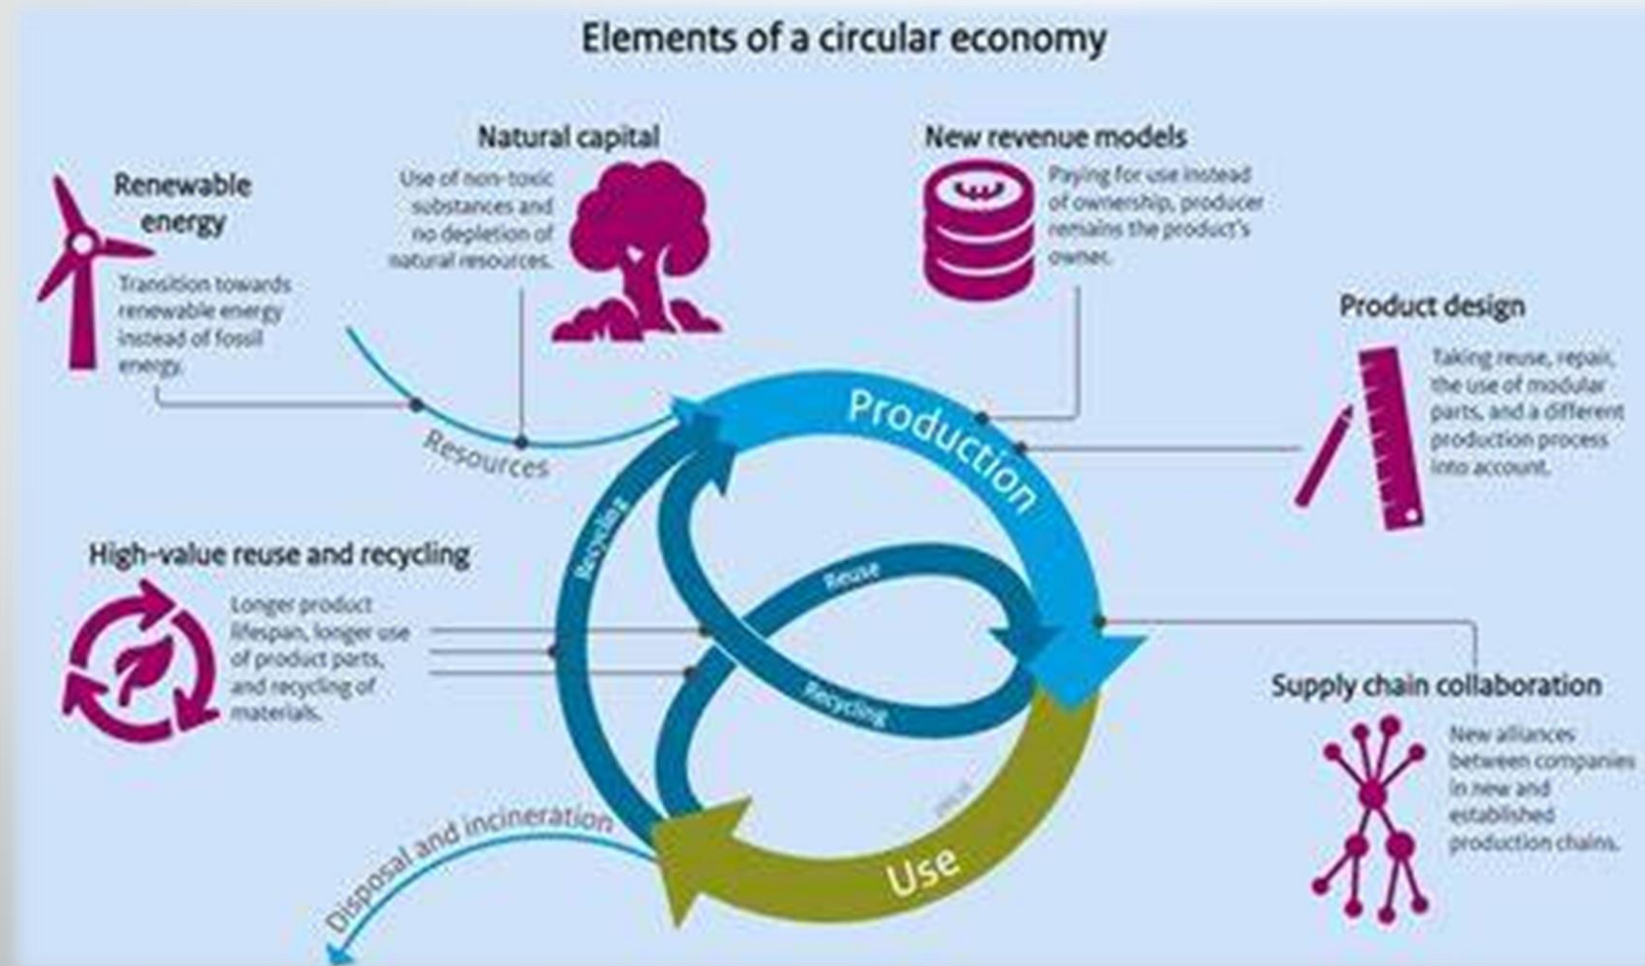 Elements of a circular economy
Renewable
energy
Transition towards
renewable energy
instead of fossil
energy.
Natural capital
Use of non-toxic
substances and
no depletion of
natural resources.
New revenue models
Paying for use instead
of ownership, producer
remains the product's
owner.
Product design
Taking reuse, repair,
the use of modular
parts, and a different
production process
into account.
Resources
Production
High-value reuse and recycling
Longer product
lifespan, longer use
of product parts,
and recycling of
materials.
Recycling
Reuse
Recycling
Supply chain collaboration
New alliances
between companies
in new and
established
production chains.
Use
Disposal and incineration